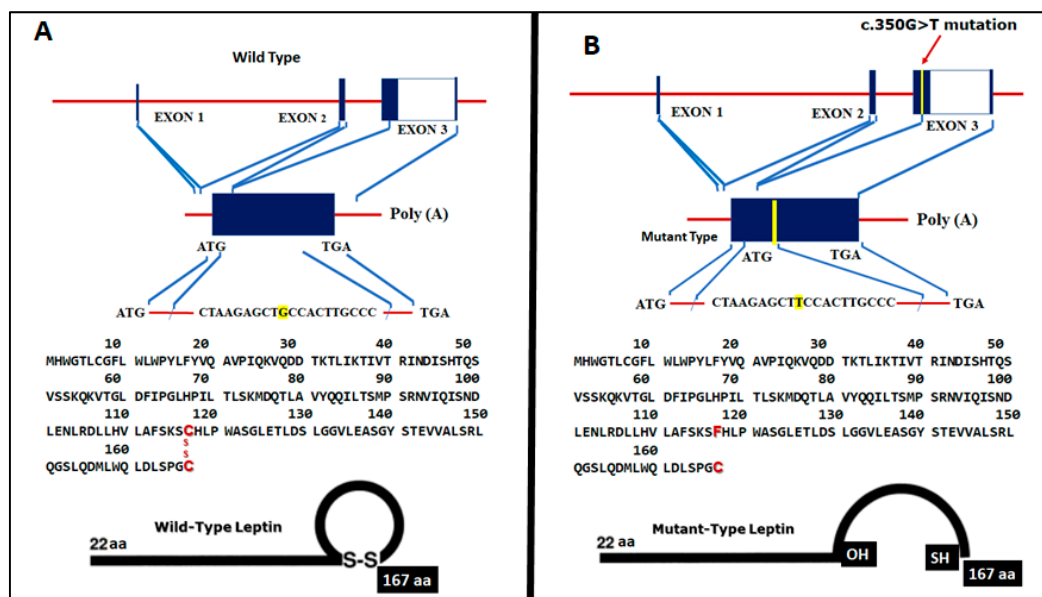 A
Wild Type
EXON 1
EXON 2
EXON 3
Poly (A)
ATG
TGA
ATG
CTAAGAGCTGCCACTTGCCC
TGA
10 20 30 40 50
MHWGTLCGFL WLWPYLFYVQ AVPIQKVQDD TKTLIKTIVT RINDISHTQS
60 70 80 90 100
VSSKQKVTGL DFIPGLHPIL TLSKMDQTLA VYQQILTSMP SRNVIQISND
110 120 130 140 150
LENLRDLLHV LAFSKSCHLP WASGLETLDS LGGVLEASGY STEVVALSRL
S
S
160
QGSLQDMLWQ LDLSPGC
Wild-Type Leptin
22 aa
S-S
167 aa
B
c.350G>T mutation
EXON 1
EXON 2
EXON 3
Poly (A)
Mutant Type
ATG
TGA
ATG
CTAAGAGCTTCCACTTGCCC
TGA
10 20 30 40 50
MHWGTLCGFL WLWPYLFYVQ AVPIQKVQDD TKTLIKTIVT RINDISHTQS
60 70 80 90 100
VSSKQKVTGL DFIPGLHPIL TLSKMDQTLA VYQQILTSMP SRNVIQISND
110 120 130 140 150
LENLRDLLHV LAFSKSFHLP WASGLETLDS LGGVLEASGY STEVVALSRL
160
QGSLQDMLWQ LDLSPGC
Mutant-Type Leptin
22 aa
OH
SH
167 aa